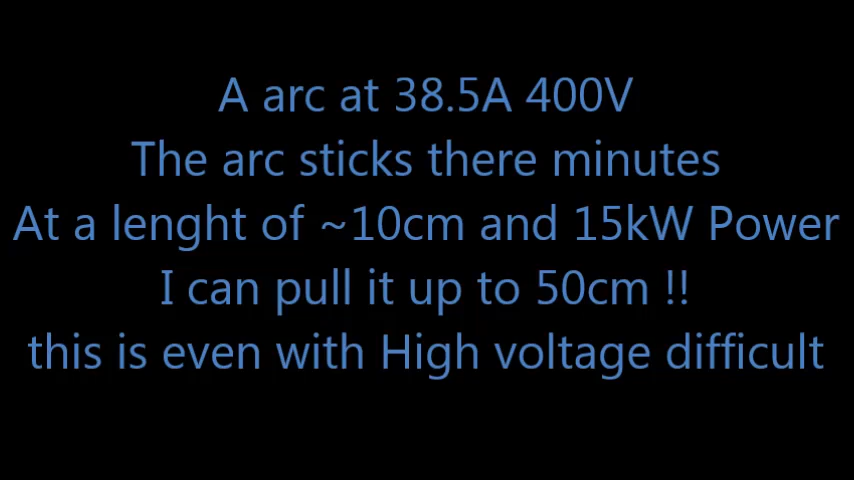 A arc at 38.5A 400V
The arc sticks there minutes
At a lenght of ~10cm and 15kW Power
I can pull it up to 50cm !!
this is even with High voltage difficult